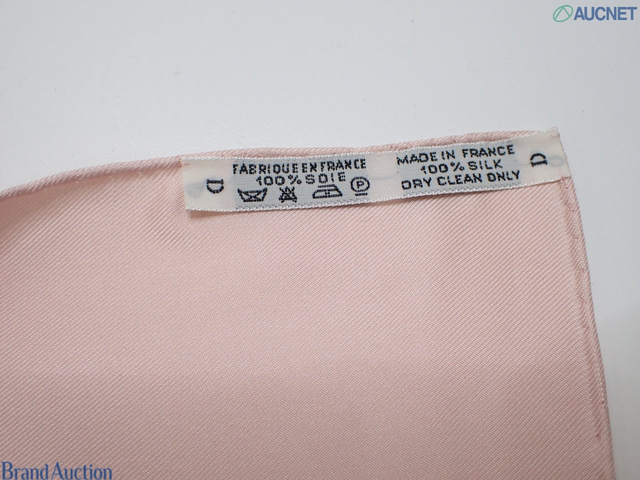 AUCNET
FABRIQUE EN FRANCE
100% SOIE
D
MADE IN FRANCE
100% SILK
DRY CLEAN ONLY
D
P
Brand Auction